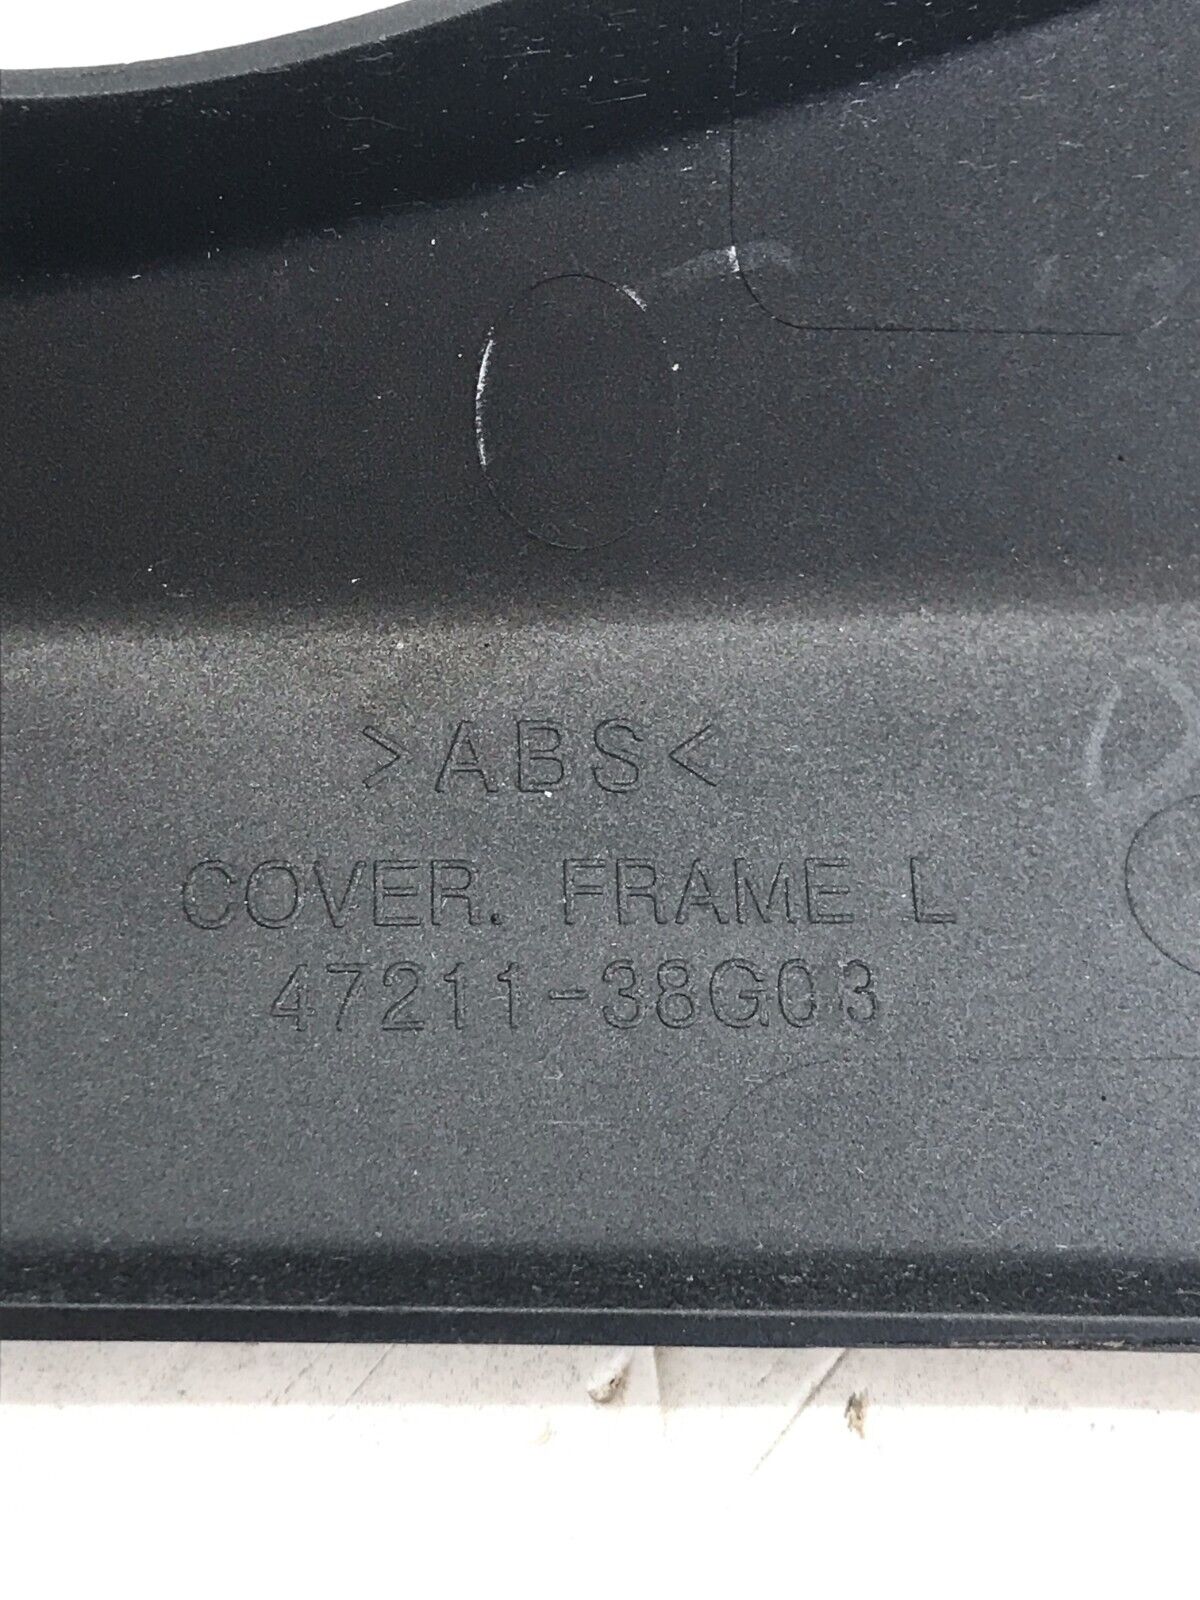 >ABS<
COVER. FRAME L
47211-38G03